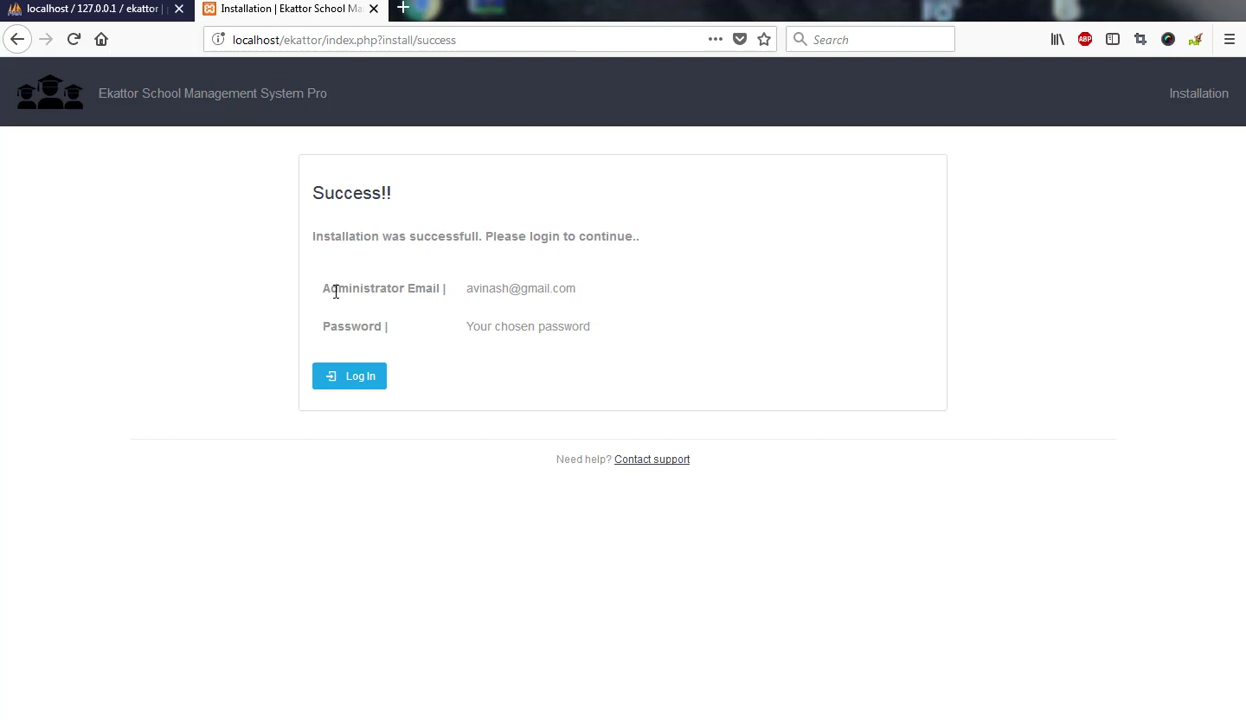 localhost / 127.0.0.1 / ekattor |
Installation | Ekattor School Ma
localhost/ekattor/index.php?install/success
Search
ABP
Ekattor School Management System Pro
Installation
Success!!
Installation was successfull. Please login to continue..
Administrator Email | avinash@gmail.com
Password | Your chosen password
Log In
Need help? Contact support